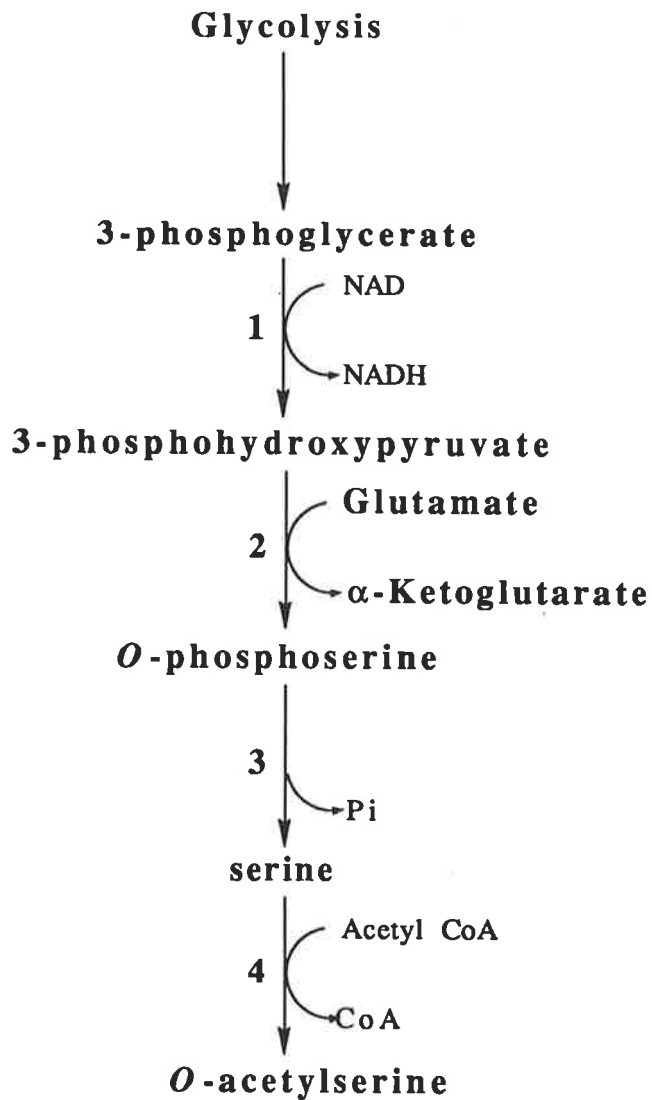 Glycolysis
3-phosphoglycerate
NAD
1
NADH
3-phosphohydroxypyruvate
Glutamate
2
α-Ketoglutarate
O-phosphoserine
3
Pi
serine
Acetyl CoA
4
CoA
O-acetylserine